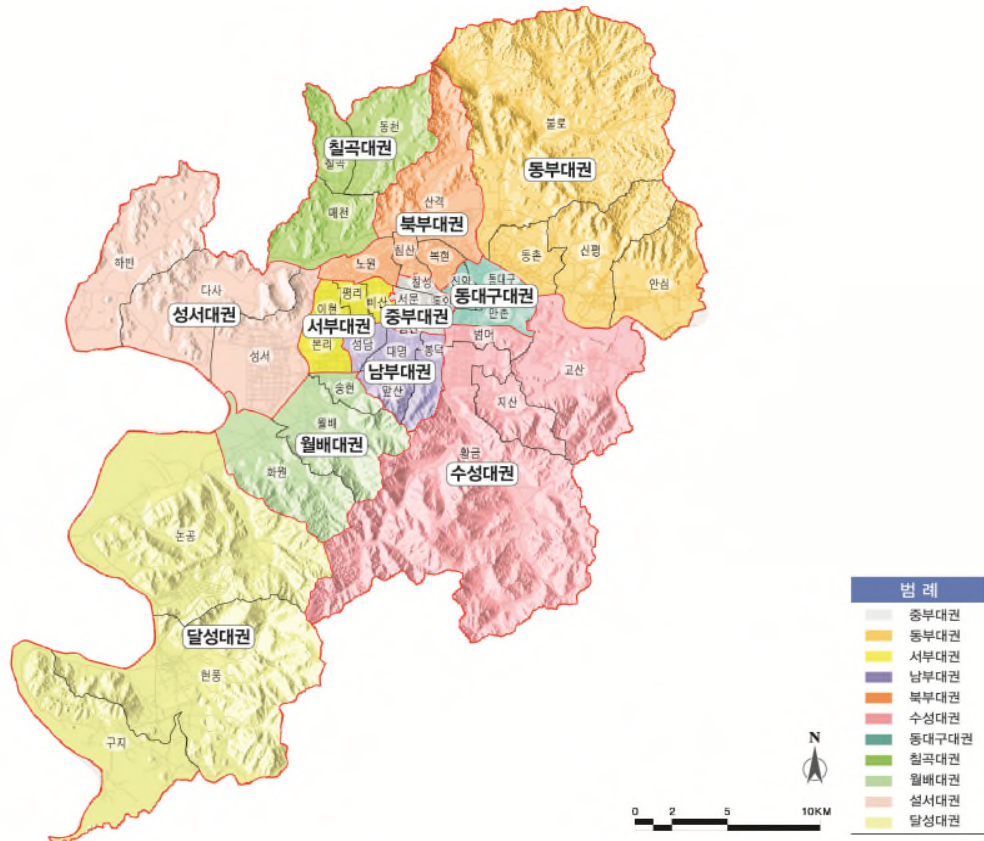 동천
불로
칠곡대권
칠곡
동부대권
산격
매천
북부대권
침산
복현
동촌
신평
노원
하빈
안심
다사
칠성
신암
동대구
평리
비산
서문
동대구대권
성서대권
이현
중부대권
만촌
서부대권
범어
본리
성당
대명
봉덕
성서
남부대권
고산
송현
앞산
지산
월배
월배대권
황금
화원
수성대권
논공
달성대권
현풍
구지
범 례
중부대권
동부대권
서부대권
남부대권
북부대권
수성대권
동대구대권
칠곡대권
월배대권
설서대권
달성대권
N
0 2 5 10KM